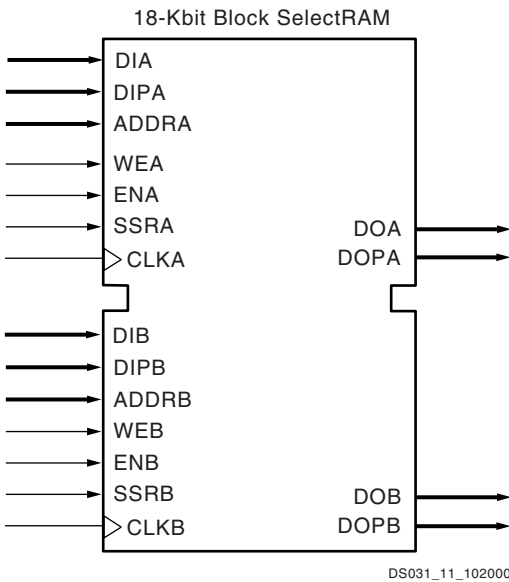 18-Kbit Block SelectRAM
DIA
DIPA
ADDRA
WEA
ENA
SSRA
DOA
CLKA
DOPA
DIB
DIPB
ADDRB
WEB
ENB
SSRB
DOB
CLKB
DOPB
DS031_11_102000